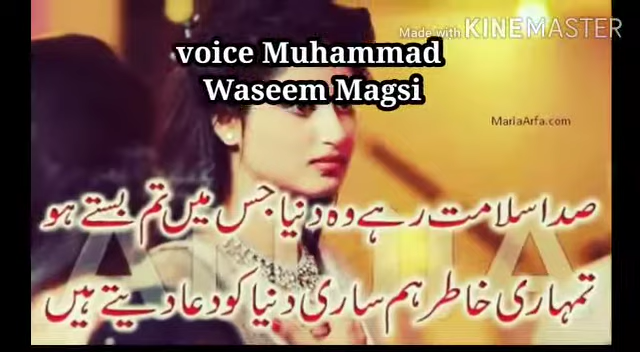 Made with KINEMASTER
voice Muhammad
Waseem Magsi
MariaArfa.com
صدا سلامت رہے وہ دنیا جس میں تم بستے ہو
تمہاری خاطر ہم ساری دنیا کو دعا دیتے ہیں